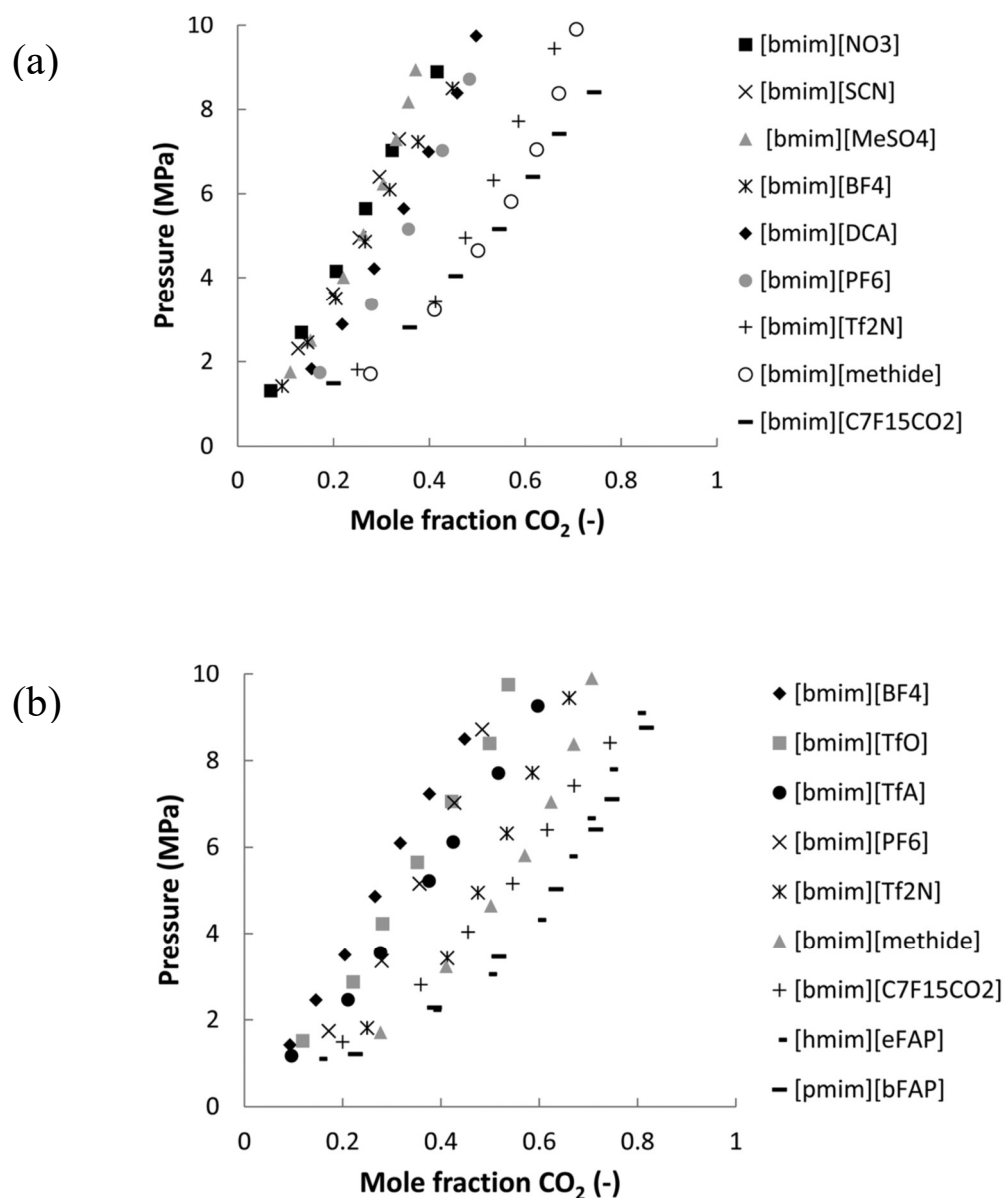 (a)
Pressure (MPa)
10
8
6
4
2
0
0 0.2 0.4 0.6 0.8 1
Mole fraction CO2 (-)
[bmim][NO3]
[bmim][SCN]
[bmim][MeSO4]
[bmim][BF4]
[bmim][DCA]
[bmim][PF6]
[bmim][Tf2N]
[bmim][methide]
[bmim][C7F15CO2]
(b)
Pressure (MPa)
10
8
6
4
2
0
0 0.2 0.4 0.6 0.8 1
Mole fraction CO2 (-)
[bmim][BF4]
[bmim][TfO]
[bmim][TfA]
[bmim][PF6]
[bmim][Tf2N]
[bmim][methide]
[bmim][C7F15CO2]
[hmim][eFAP]
[pmim][bFAP]